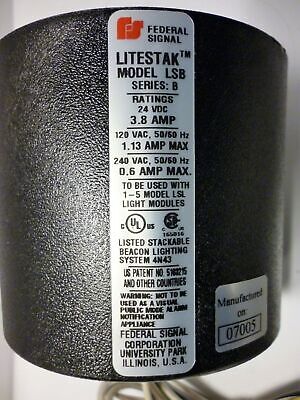 FEDERAL
SIGNAL
LITESTAK™
MODEL LSB
SERIES: B
RATINGS
24 VDC
3.8 AMP
120 VAC, 50/60 HZ
1.13 AMP MAX
240 VAC, 50/60 HZ
0.6 AMP MAX.
TO BE USED WITH
1-5 MODEL LSL
LIGHT MODULES
LISTED STACKABLE
BEACON LIGHTING
SYSTEM 4N43
US PATENT NO. 5169215
AND OTHER COUNTRIES
WARNING: NOT TO BE
USED AS A VISUAL
PUBLIC MODE ALARM
NOTIFICATION
APPLIANCE
FEDERAL SIGNAL
CORPORATION
UNIVERSITY PARK
ILLINOIS, U.S.A.
Manufactured
on:
07005